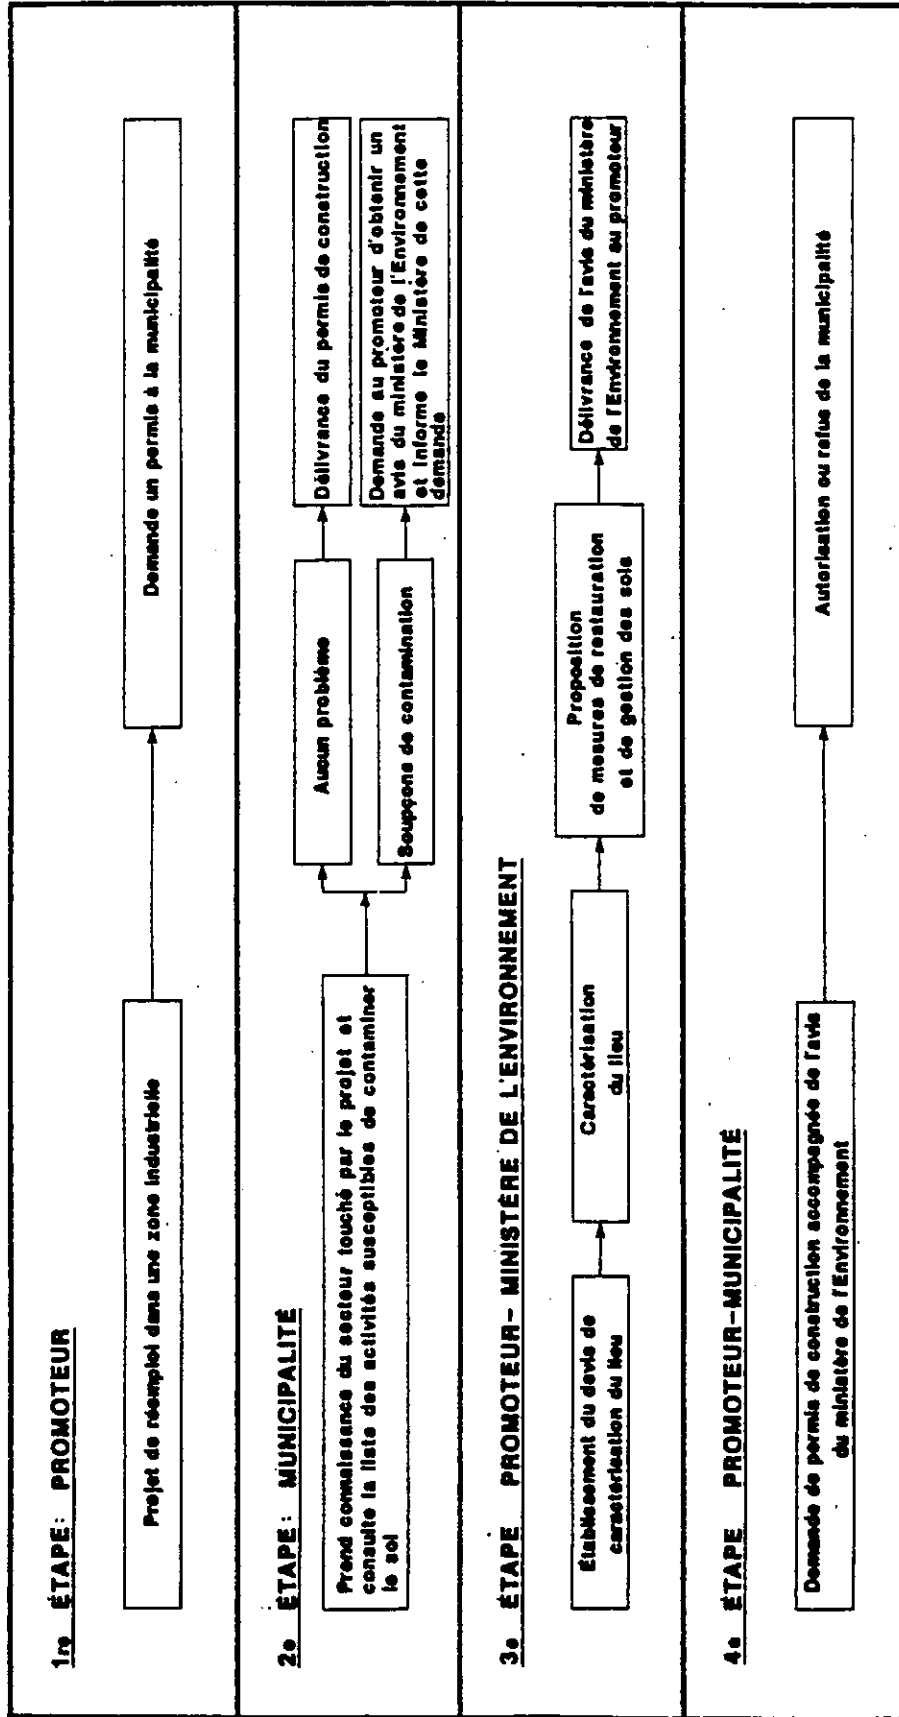 1re ÉTAPE: PROMOTEUR
Projet de réemploi dans une zone industrielle
Demande un permis à la municipalité
2e ÉTAPE: MUNICIPALITÉ
Prend connaissance du secteur touché par le projet et
consulte la liste des activités susceptibles de contaminer
le sol
Aucun problème
Délivrance du permis de construction
Soupçons de contamination
Demande au promoteur d'obtenir un
avis du ministère de l'Environnement
et informe le Ministère de cette
demande
3e ÉTAPE PROMOTEUR- MINISTÈRE DE L'ENVIRONNEMENT
Établissement du devis de
caractérisation du lieu
Caractérisation
du lieu
Proposition
de mesures de restauration
et de gestion des sols
Délivrance de l'avis du ministère
de l'Environnement au promoteur
4e ÉTAPE PROMOTEUR-MUNICIPALITÉ
Demande de permis de construction accompagnée de l'avis
du ministère de l'Environnement
Autorisation ou refus de la municipalité